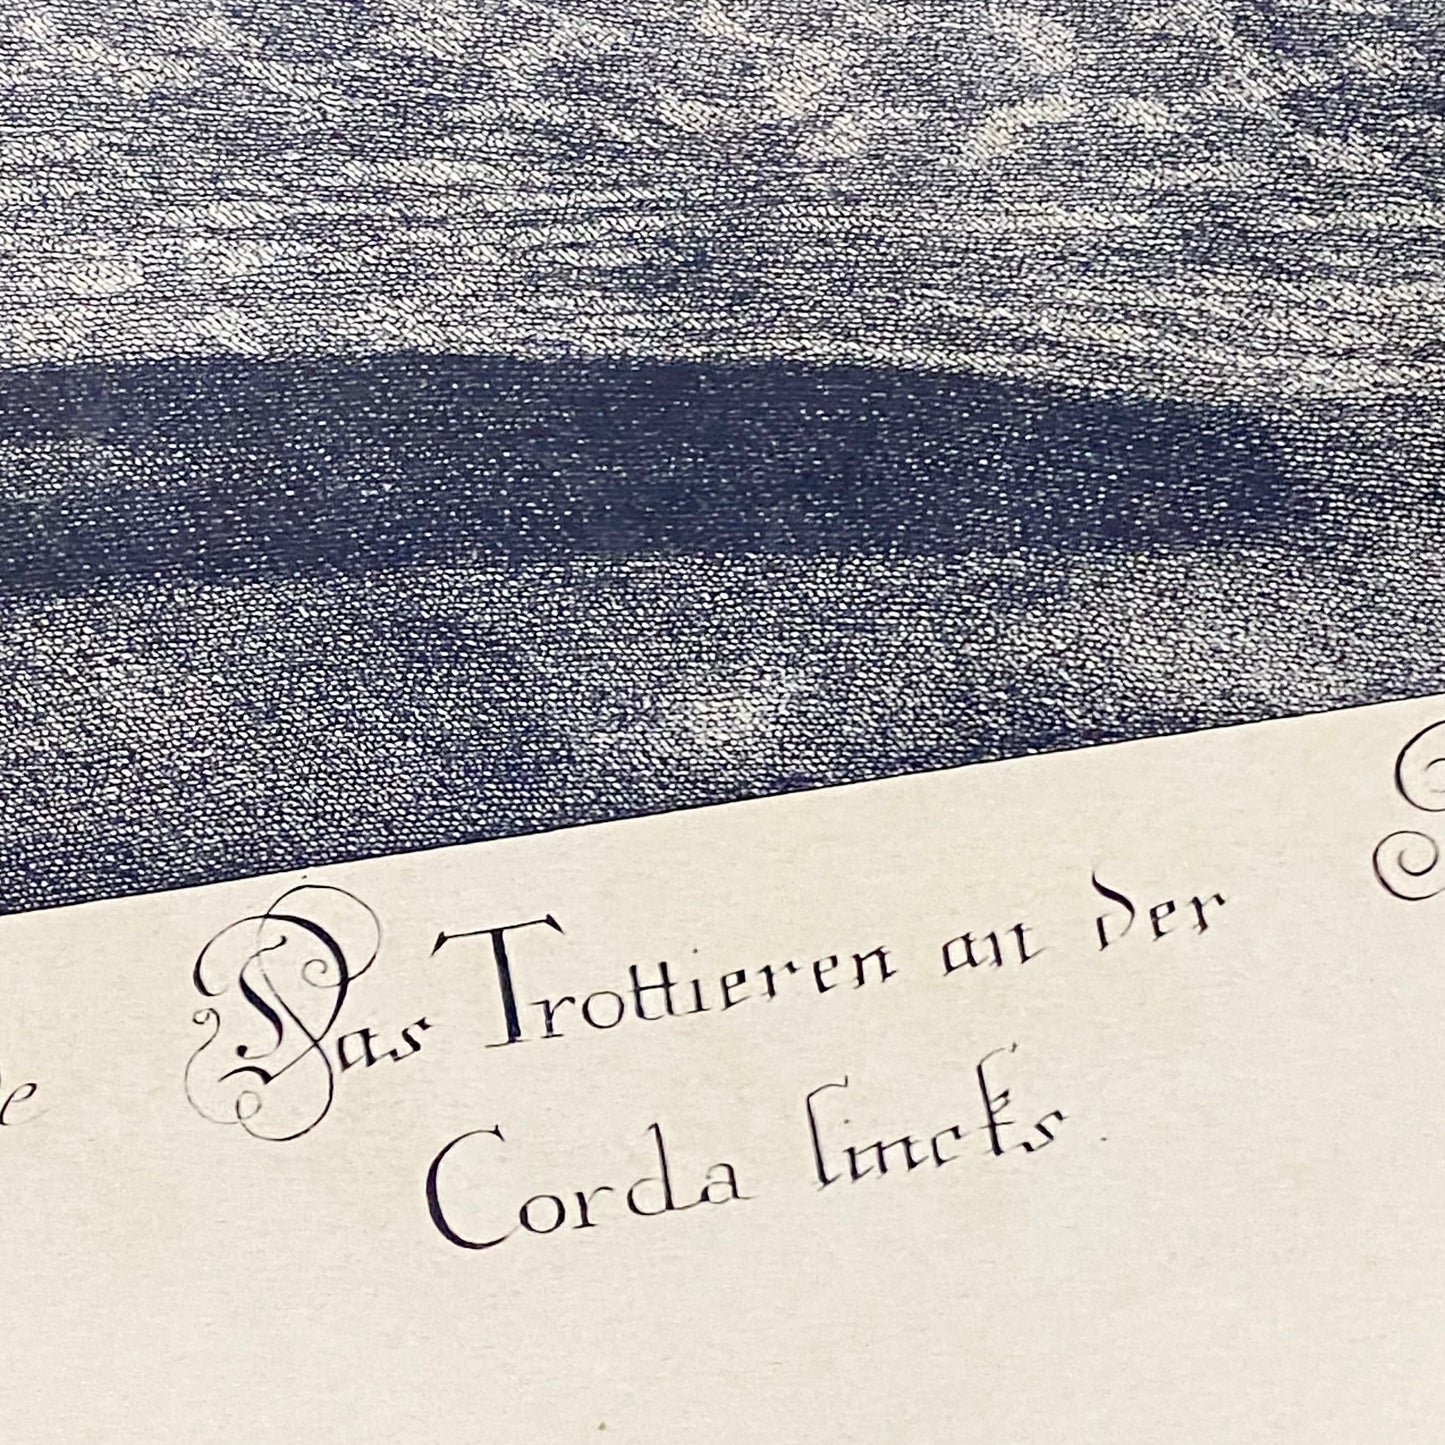 Das Trottieren an der
Corda lincks.